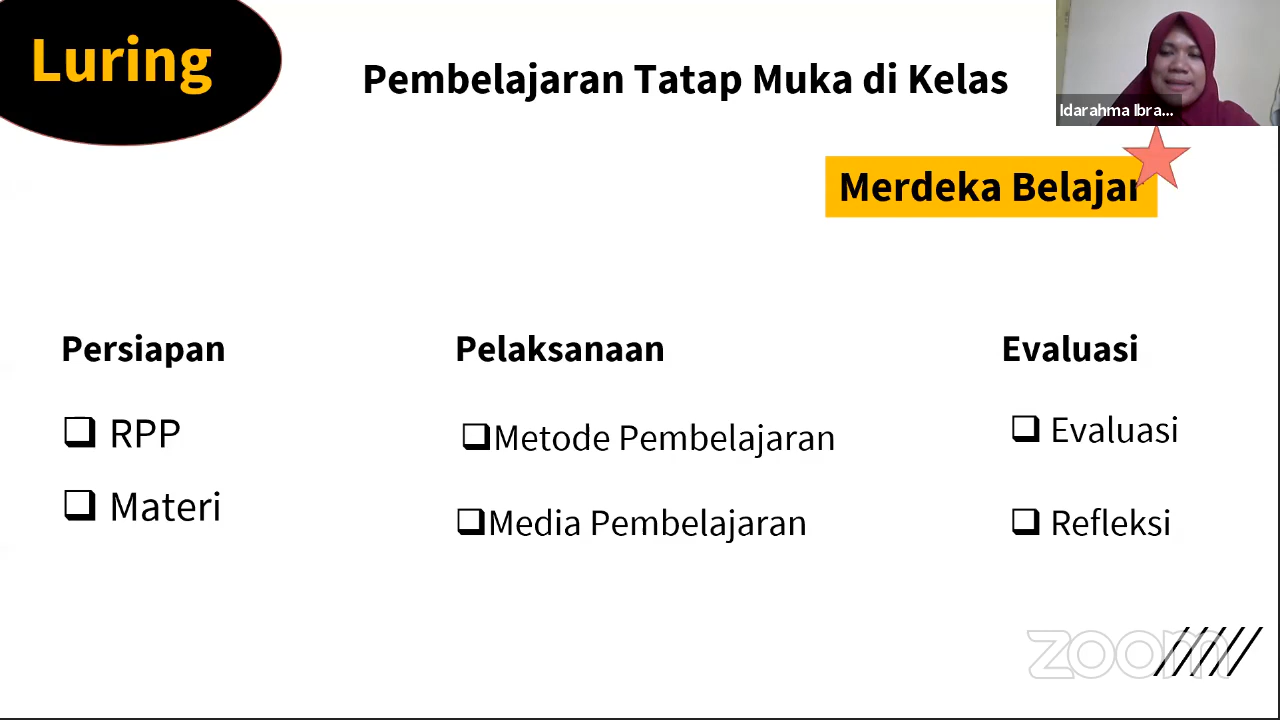 Luring
Pembelajaran Tatap Muka di Kelas
Idarahma Ibra...
Merdeka Belajar
Persiapan
RPP
Materi
Pelaksanaan
Metode Pembelajaran
Media Pembelajaran
Evaluasi
Evaluasi
Refleksi
zoom